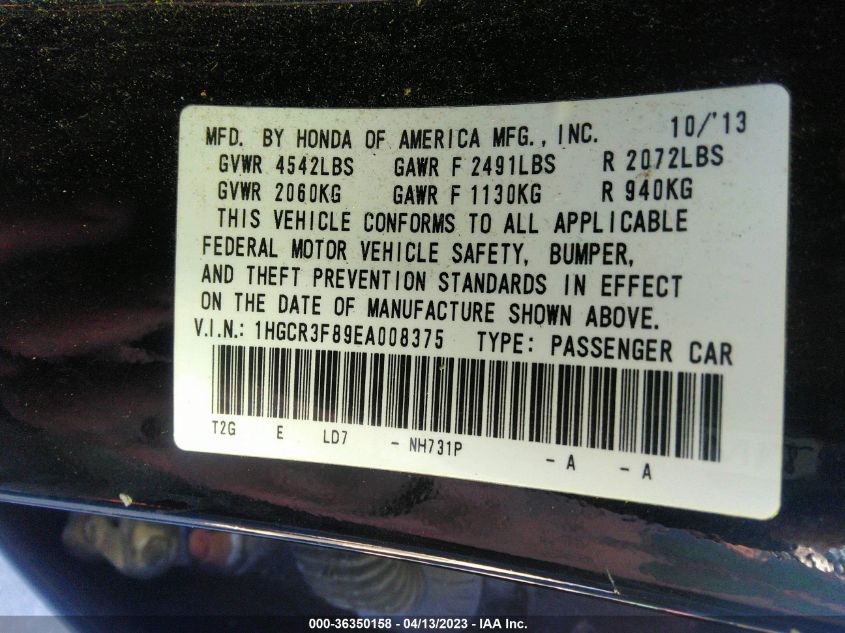 MFD. BY HONDA OF AMERICA MFG., INC. 10/'13
GVWR 4542LBS GAWR F 2491LBS R 2072LBS
GVWR 2060KG GAWR F 1130KG R 940KG
THIS VEHICLE CONFORMS TO ALL APPLICABLE
FEDERAL MOTOR VEHICLE SAFETY, BUMPER,
AND THEFT PREVENTION STANDARDS IN EFFECT
ON THE DATE OF MANUFACTURE SHOWN ABOVE.
V.I.N.: 1HGCR3F89EA008375 TYPE: PASSENGER CAR
T2G E LD7 - NH731P - A - A
000-36350158 - 04/13/2023 - IAA Inc.